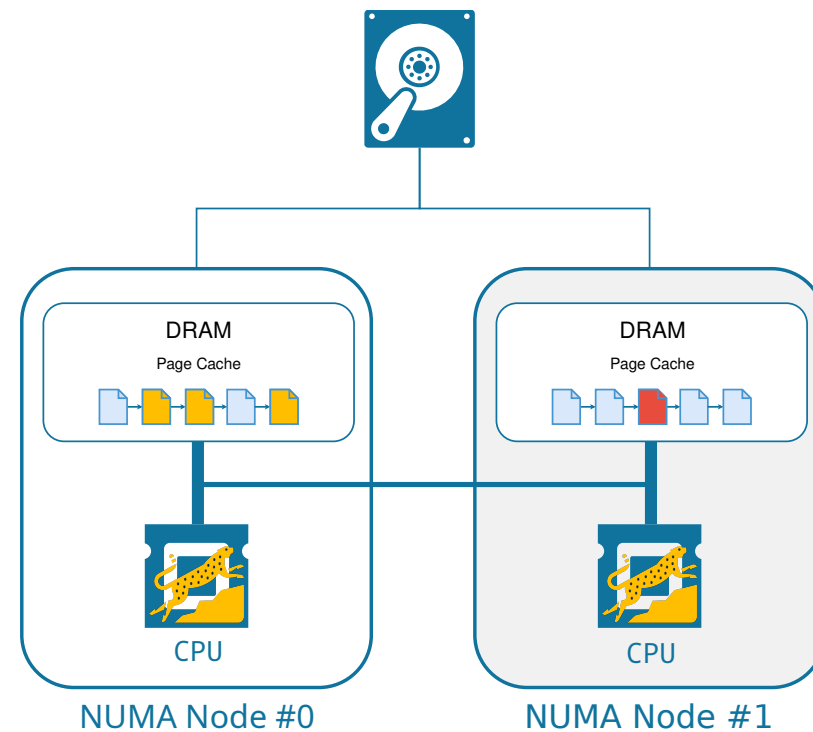 DRAM
Page Cache
CPU
NUMA Node #0
DRAM
Page Cache
CPU
NUMA Node #1